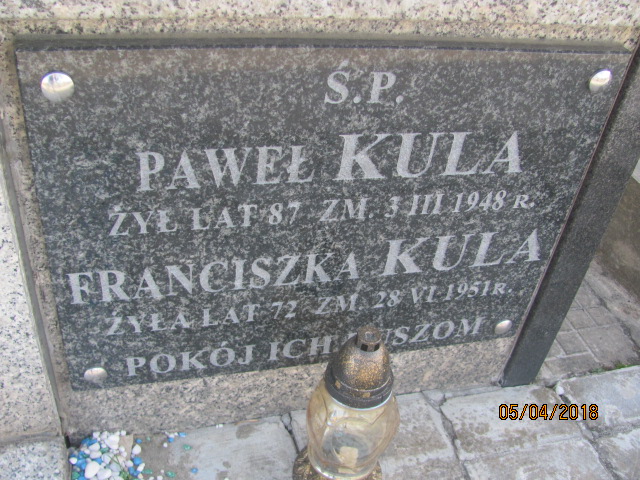 Ś.P.
PAWEŁ KULA
ŻYŁ LAT 87 ZM. 3 III 1948 R.
FRANCISZKA KULA
ŻYŁA LAT 72 ZM. 28 VI 1951 R.
POKÓJ ICH DUSZOM
05/04/2018